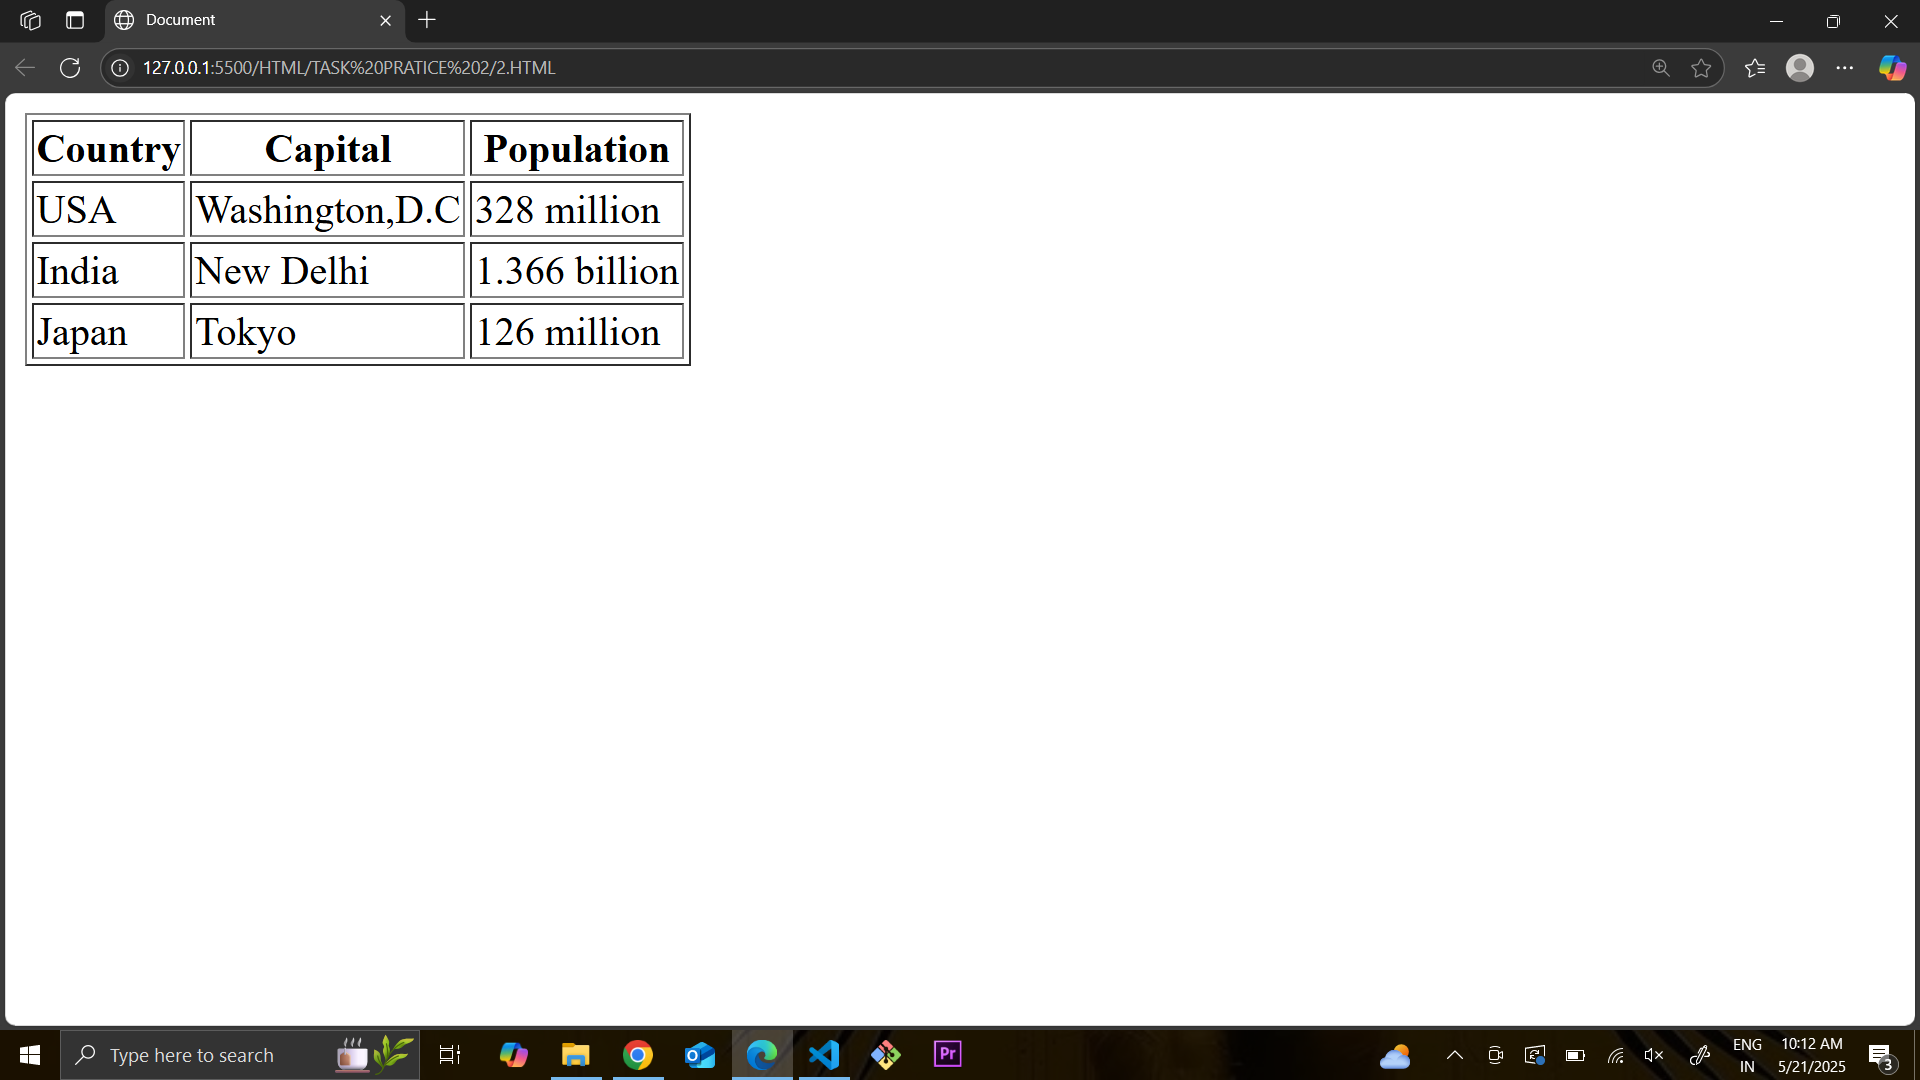 Document
127.0.0.1:5500/HTML/TASK%20PRATICE%202/2.HTML
Country Capital Population
USA Washington,D.C 328 million
India New Delhi 1.366 billion
Japan Tokyo 126 million
Type here to search
Pr
ENG
IN
10:12 AM
5/21/2025
3